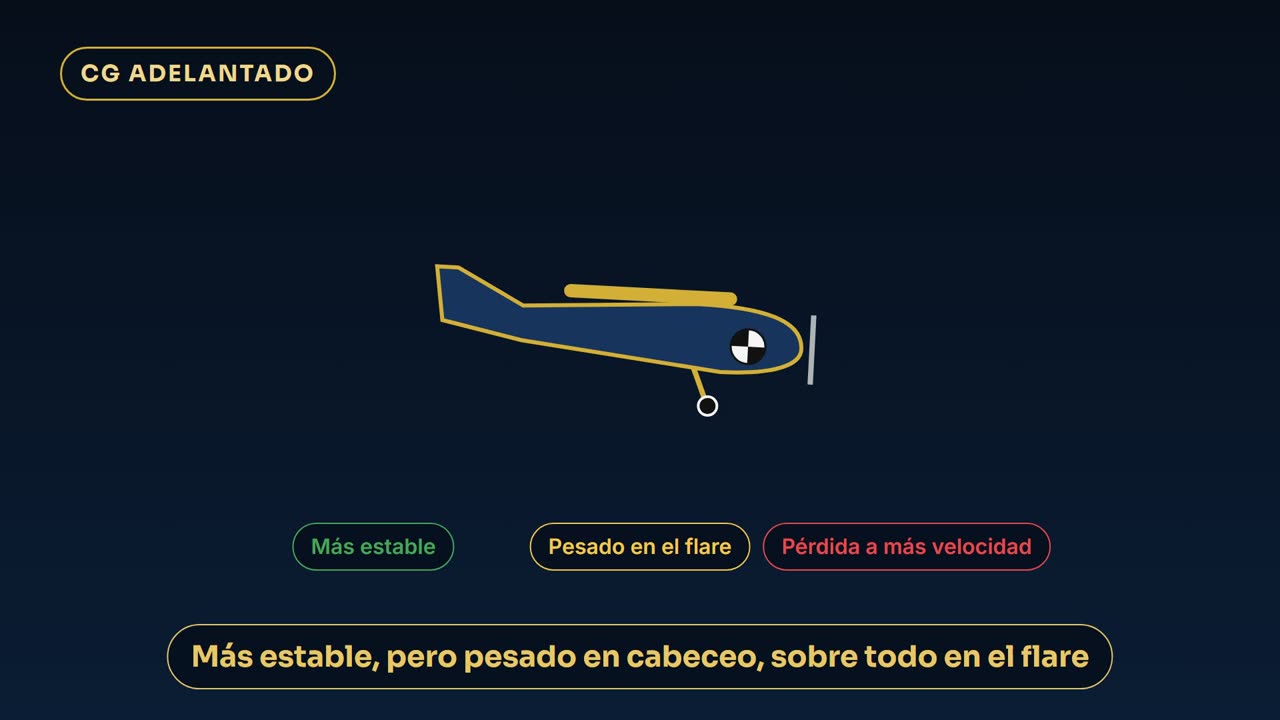 CG ADELANTADO
Más estable
Pesado en el flare
Pérdida a más velocidad
Más estable, pero pesado en cabeceo, sobre todo en el flare